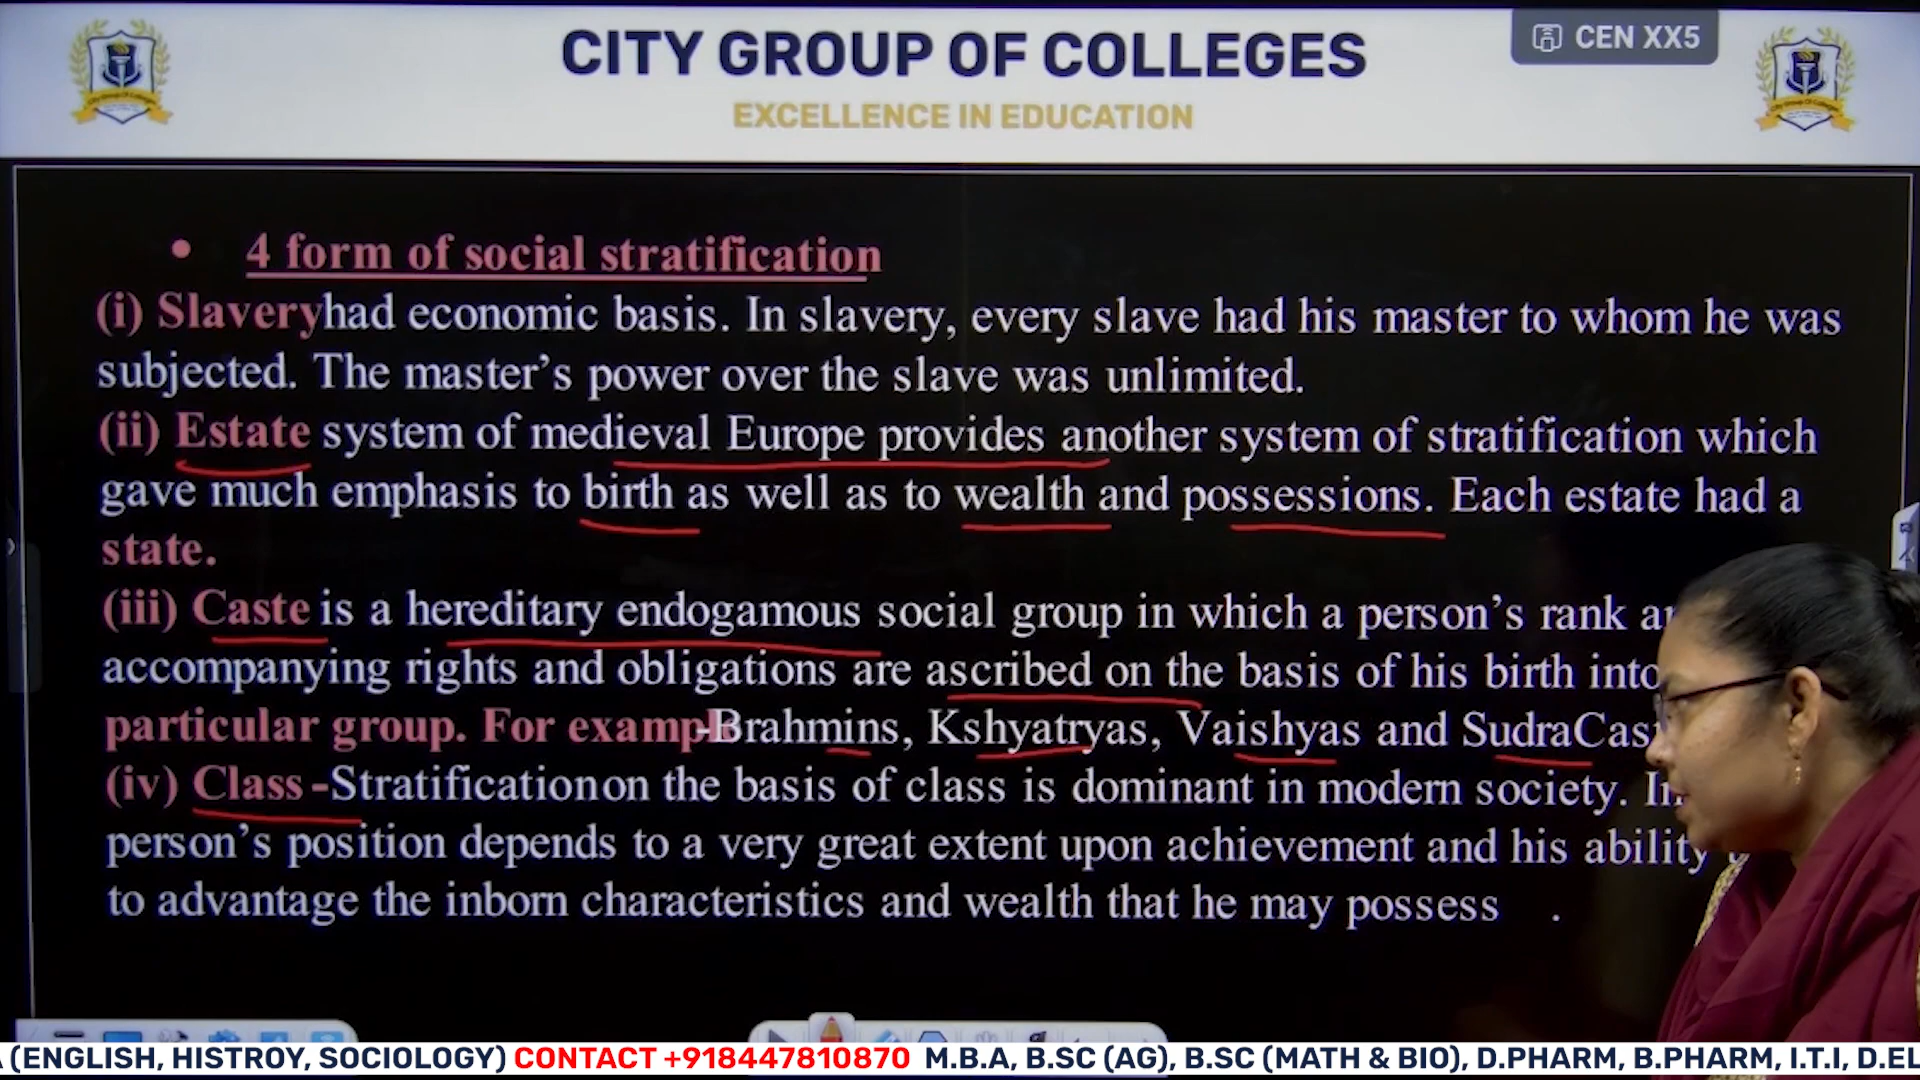 CITY GROUP OF COLLEGES
EXCELLENCE IN EDUCATION
CEN XX5
• 4 form of social stratification
(i) Slaveryhad economic basis. In slavery, every slave had his master to whom he was
subjected. The master’s power over the slave was unlimited.
(ii) Estate system of medieval Europe provides another system of stratification which
gave much emphasis to birth as well as to wealth and possessions. Each estate had a
state.
(iii) Caste is a hereditary endogamous social group in which a person’s rank
accompanying rights and obligations are ascribed on the basis of his birth into
particular group. For exampl-Brahmins, Kshyatryas, Vaishyas and Sudra
(iv) Class -Stratificationon the basis of class is dominant in modern society.
person’s position depends to a very great extent upon achievement and his ability
to advantage the inborn characteristics and wealth that he may possess .
A (ENGLISH, HISTROY, SOCIOLOGY) CONTACT +918447810870 M.B.A, B.SC (AG), B.SC (MATH & BIO), D.PHARM, B.PHARM, I.T.I, D.EL